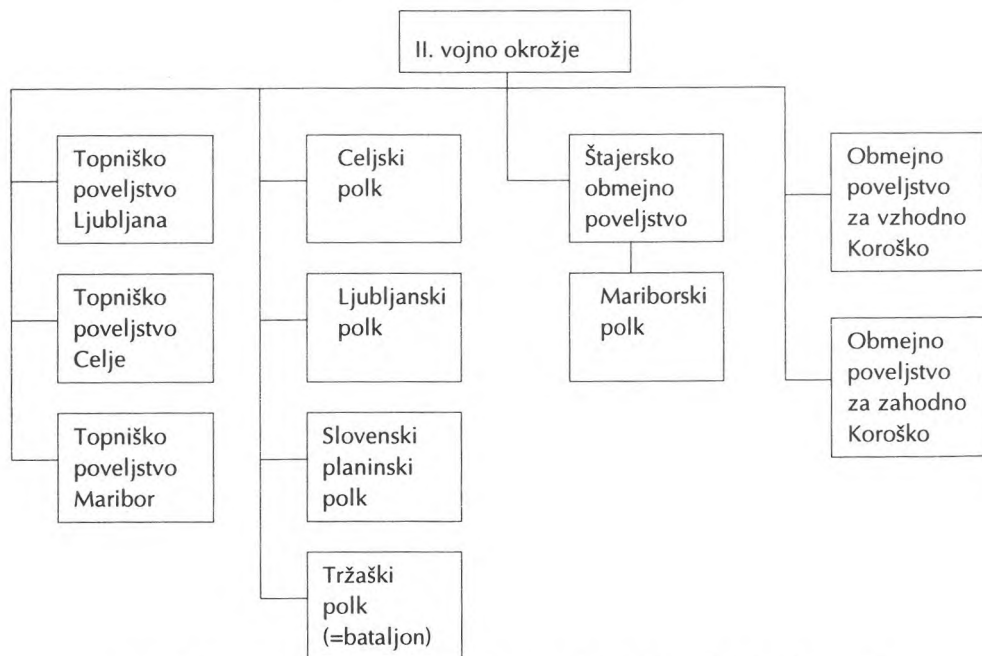 II. vojno okrožje
Topniško
poveljstvo
Ljubljana
Topniško
poveljstvo
Celje
Topniško
poveljstvo
Maribor
Celjski
polk
Ljubljanski
polk
Slovenski
planinski
polk
Tržaški
polk
(=bataljon)
Štajersko
obmejno
poveljstvo
Mariborski
polk
Obmejno
poveljstvo
za vzhodno
Koroško
Obmejno
poveljstvo
za zahodno
Koroško